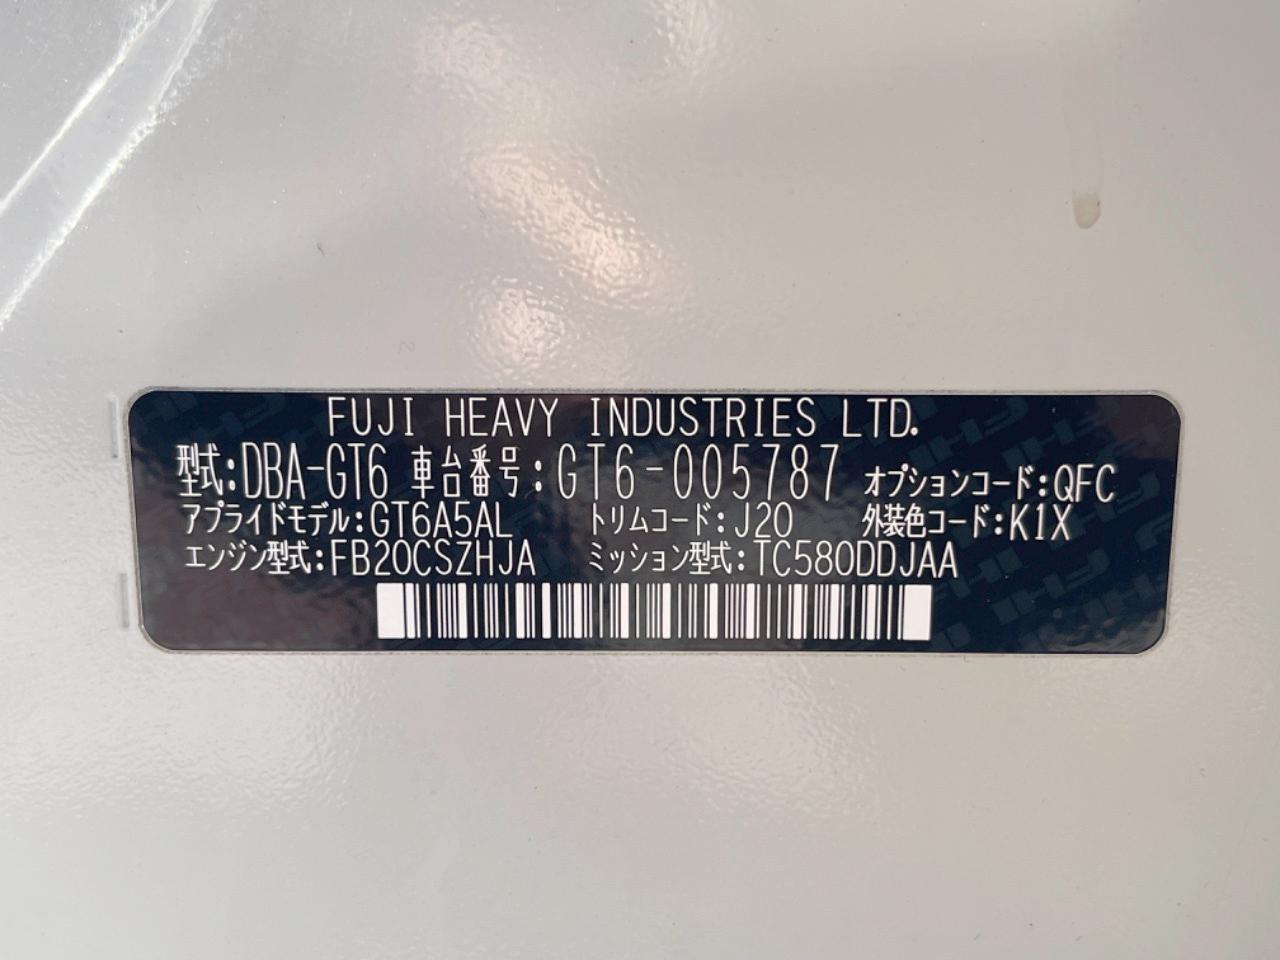 FUJI HEAVY INDUSTRIES LTD.
型式:DBA-GT6 車台番号:GT6-005787 オプションコード:QFC
アプライドモデル:GT6A5AL トリムコード:J20 外装色コード:K1X
エンジン型式:FB20CSZHJA ミッション型式:TC580DDJAA